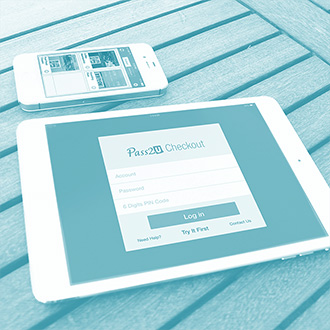 Pass2U Checkout
Account
Password
6 Digits PIN Code
Log in
Need Help?
Try It First
Contact Us